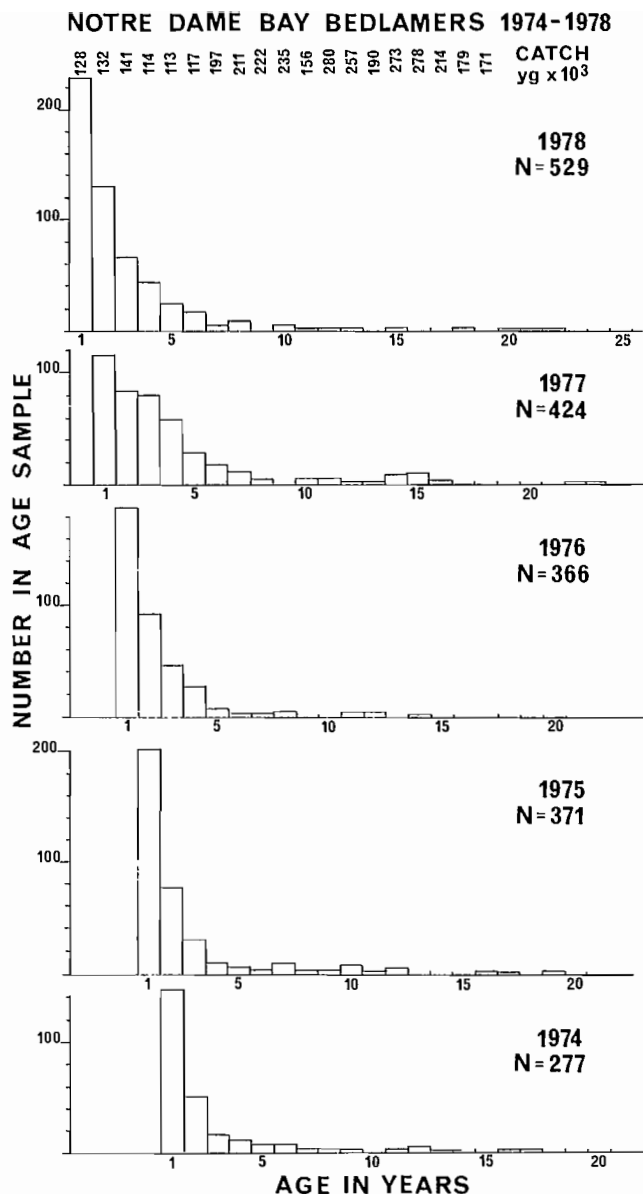 NOTRE DAME BAY BEDLAMERS 1974-1978
128 132 141 114 113 117 197 211 222 235 156 280 257 190 273 278 214 179 171
CATCH
yg x10³
1978
N=529
200
100
1 5 10 15 20 25
1977
N=424
100
1 5 10 15 20
1976
N=366
100
1 5 10 15 20
1975
N=371
200
100
1 5 10 15 20
1974
N=277
100
1 5 10 15 20
NUMBER IN AGE SAMPLE
AGE IN YEARS